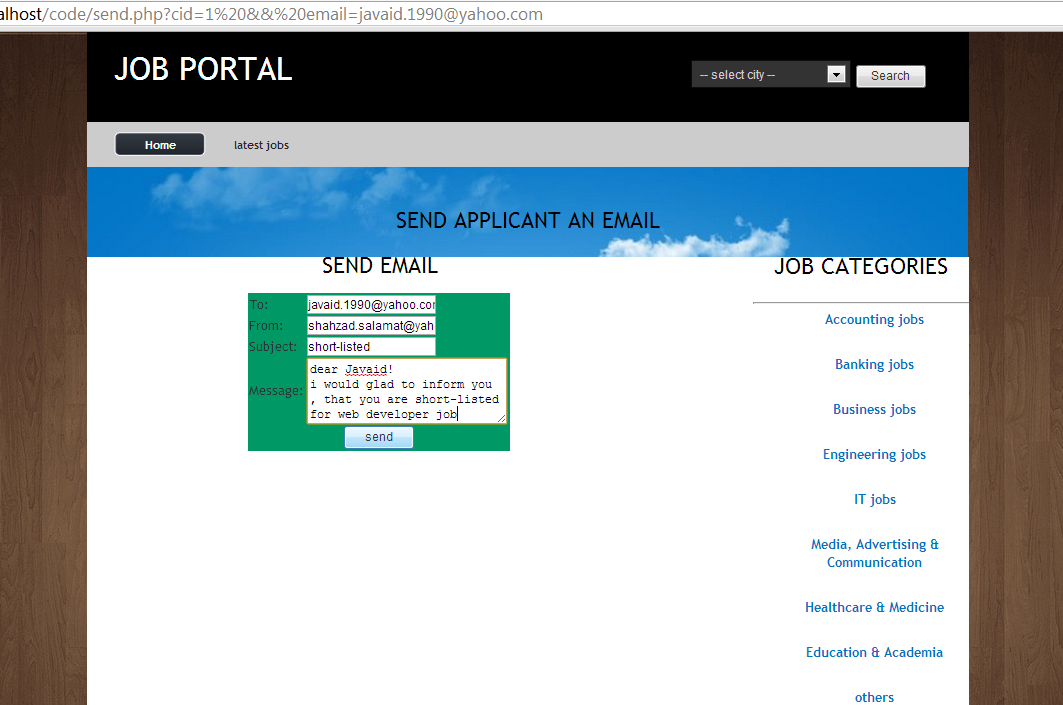 alhost/code/send.php?cid=1%20&&%20email=javaid.1990@yahoo.com
JOB PORTAL
-- select city --
Search
Home
latest jobs
SEND APPLICANT AN EMAIL
SEND EMAIL
To: javaid.1990@yahoo.com
From: shahzad.salamat@yah
Subject: short-listed
Message:
dear Javaid!
i would glad to inform you
, that you are short-listed
for web developer job
send
JOB CATEGORIES
Accounting jobs
Banking jobs
Business jobs
Engineering jobs
IT jobs
Media, Advertising &
Communication
Healthcare & Medicine
Education & Academia
others